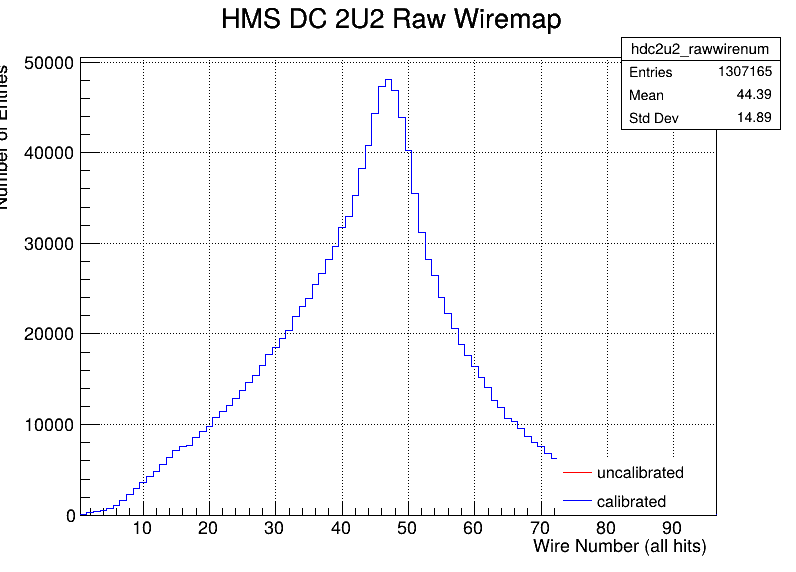 HMS DC 2U2 Raw Wiremap
hdc2u2_rawwirenum
Entries 1307165
Mean 44.39
Std Dev 14.89
Number of Entries
50000
40000
30000
20000
10000
0
10 20 30 40 50 60 70 80 90
Wire Number (all hits)
uncalibrated
calibrated